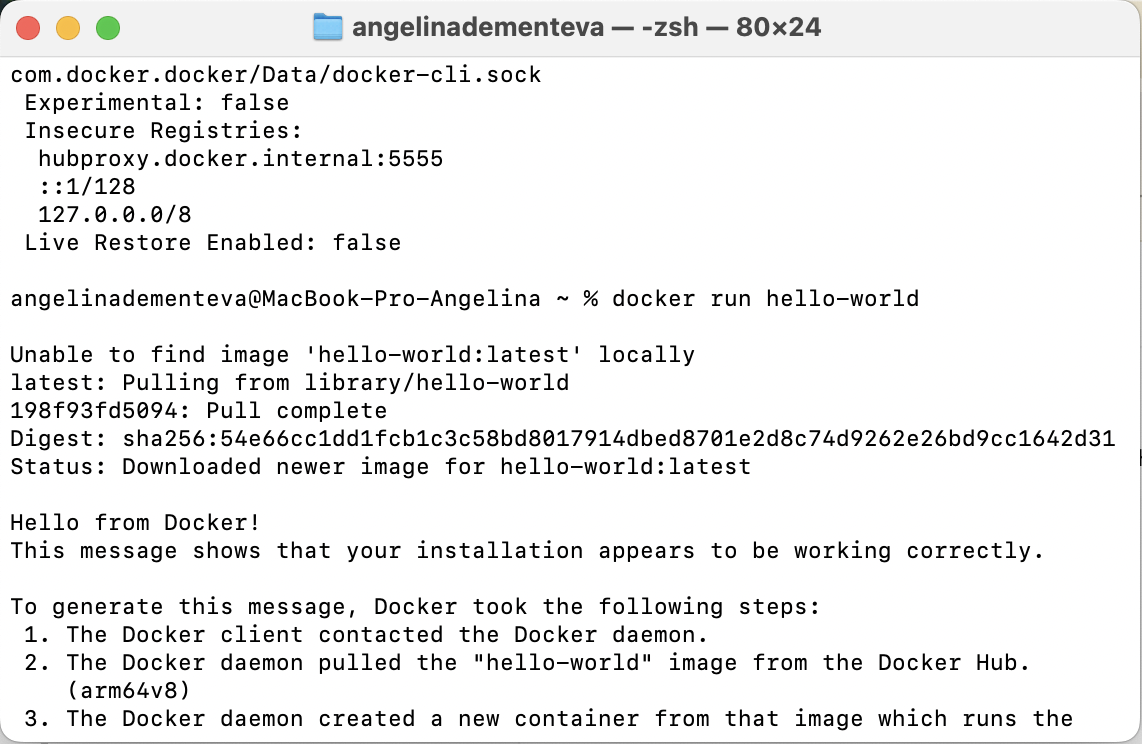 angelinadementeva — -zsh — 80×24
com.docker.docker/Data/docker-cli.sock
 Experimental: false
 Insecure Registries:
  hubproxy.docker.internal:5555
  ::1/128
  127.0.0.0/8
 Live Restore Enabled: false

angelinadementeva@MacBook-Pro-Angelina ~ % docker run hello-world

Unable to find image 'hello-world:latest' locally
latest: Pulling from library/hello-world
198f93fd5094: Pull complete
Digest: sha256:54e66cc1dd1fcb1c3c58bd8017914dbed8701e2d8c74d9262e26bd9cc1642d31
Status: Downloaded newer image for hello-world:latest

Hello from Docker!
This message shows that your installation appears to be working correctly.

To generate this message, Docker took the following steps:
 1. The Docker client contacted the Docker daemon.
 2. The Docker daemon pulled the "hello-world" image from the Docker Hub.
    (arm64v8)
 3. The Docker daemon created a new container from that image which runs the